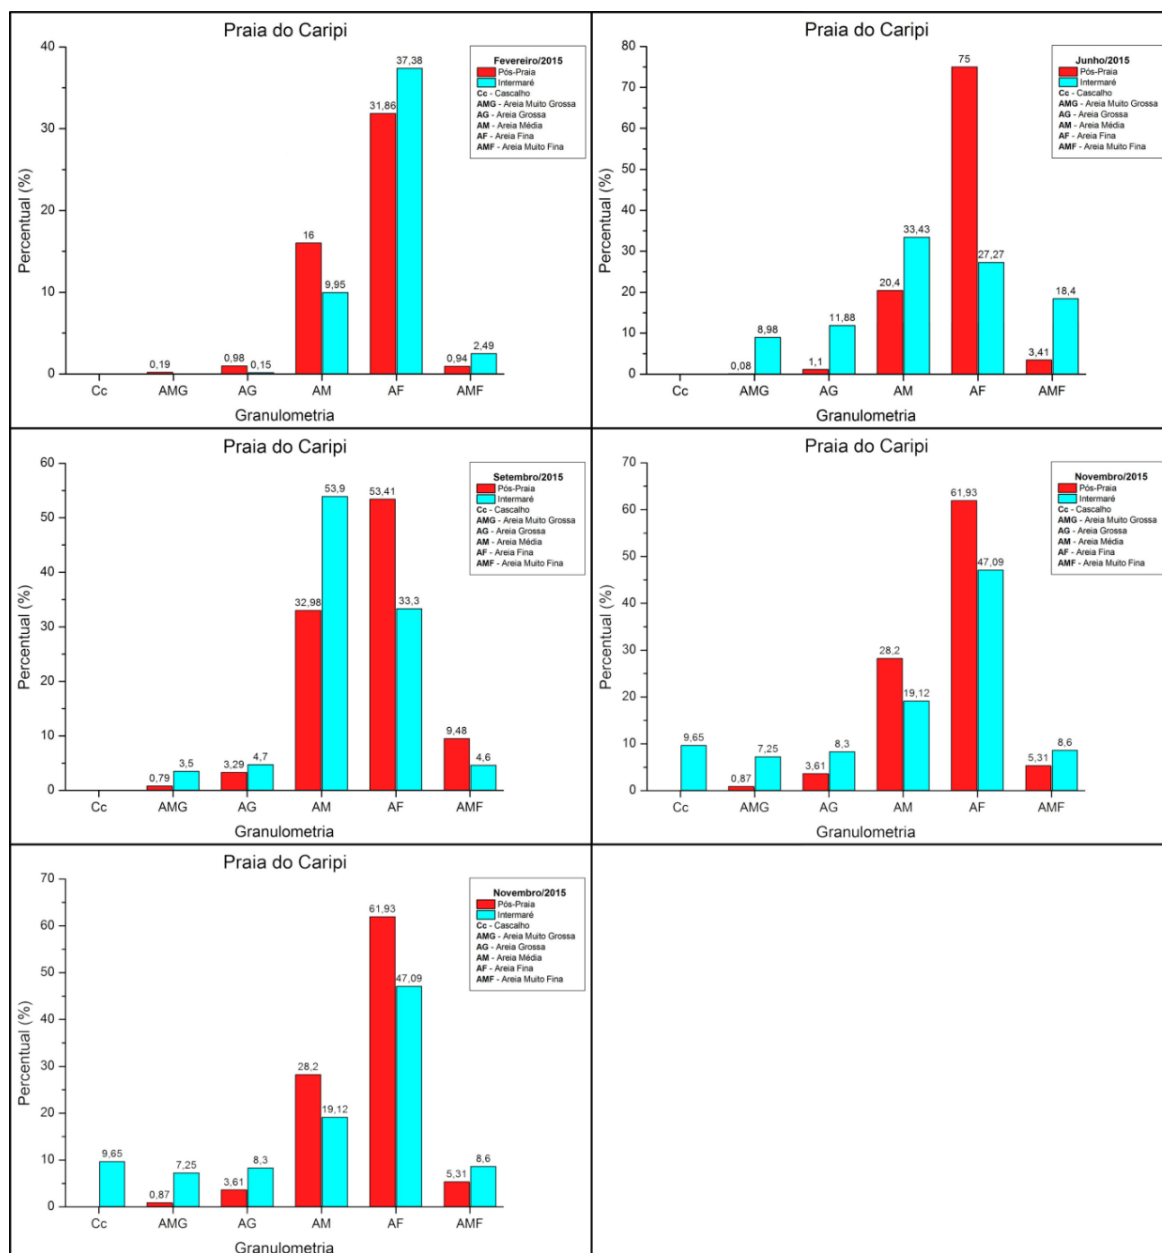 Praia do Caripi
Fevereiro/2015
Pós-Praia
Intermaré
Cc - Cascalho
AMG - Areia Muito Grossa
AG - Areia Grossa
AM - Areia Média
AF - Areia Fina
AMF - Areia Muito Fina
Percentual (%)
40
30
20
10
0
0,19
0,98
0,15
16
9,95
31,86
37,38
0,94
2,49
Cc AMG AG AM AF AMF
Granulometria
Praia do Caripi
Junho/2015
Pós-Praia
Intermaré
Cc - Cascalho
AMG - Areia Muito Grossa
AG - Areia Grossa
AM - Areia Média
AF - Areia Fina
AMF - Areia Muito Fina
Percentual (%)
80
70
60
50
40
30
20
10
0
0,08
8,98
1,1
11,88
20,4
33,43
75
27,27
3,41
18,4
Cc AMG AG AM AF AMF
Granulometria
Praia do Caripi
Setembro/2015
Pós-Praia
Intermaré
Cc - Cascalho
AMG - Areia Muito Grossa
AG - Areia Grossa
AM - Areia Média
AF - Areia Fina
AMF - Areia Muito Fina
Percentual (%)
60
50
40
30
20
10
0
0,79
3,5
3,29
4,7
32,98
53,9
53,41
33,3
9,48
4,6
Cc AMG AG AM AF AMF
Granulometria
Praia do Caripi
Novembro/2015
Pós-Praia
Intermaré
Cc - Cascalho
AMG - Areia Muito Grossa
AG - Areia Grossa
AM - Areia Média
AF - Areia Fina
AMF - Areia Muito Fina
Percentual (%)
70
60
50
40
30
20
10
0
9,65
0,87
7,25
3,61
8,3
28,2
19,12
61,93
47,09
5,31
8,6
Cc AMG AG AM AF AMF
Granulometria
Praia do Caripi
Novembro/2015
Pós-Praia
Intermaré
Cc - Cascalho
AMG - Areia Muito Grossa
AG - Areia Grossa
AM - Areia Média
AF - Areia Fina
AMF - Areia Muito Fina
Percentual (%)
70
60
50
40
30
20
10
0
9,65
0,87
7,25
3,61
8,3
28,2
19,12
61,93
47,09
5,31
8,6
Cc AMG AG AM AF AMF
Granulometria